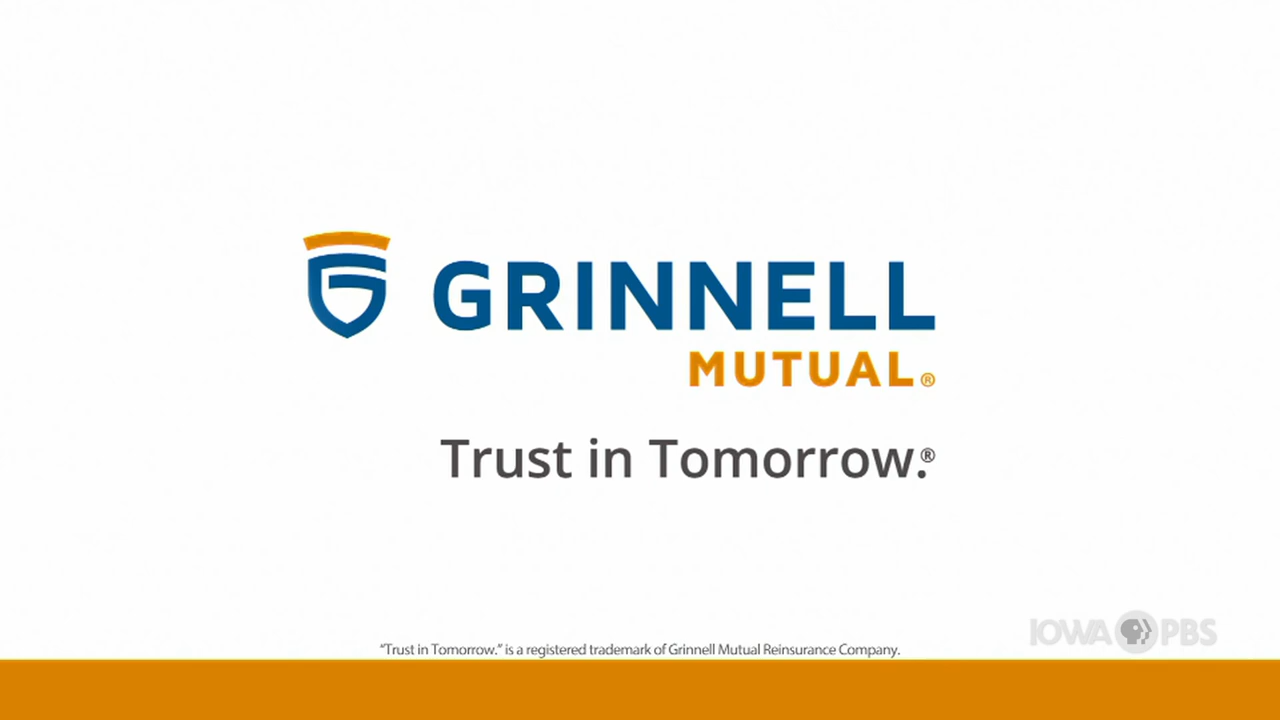 GRINNELL
MUTUAL®
Trust in Tomorrow.®
IOWA PBS
“Trust in Tomorrow.” is a registered trademark of Grinnell Mutual Reinsurance Company.